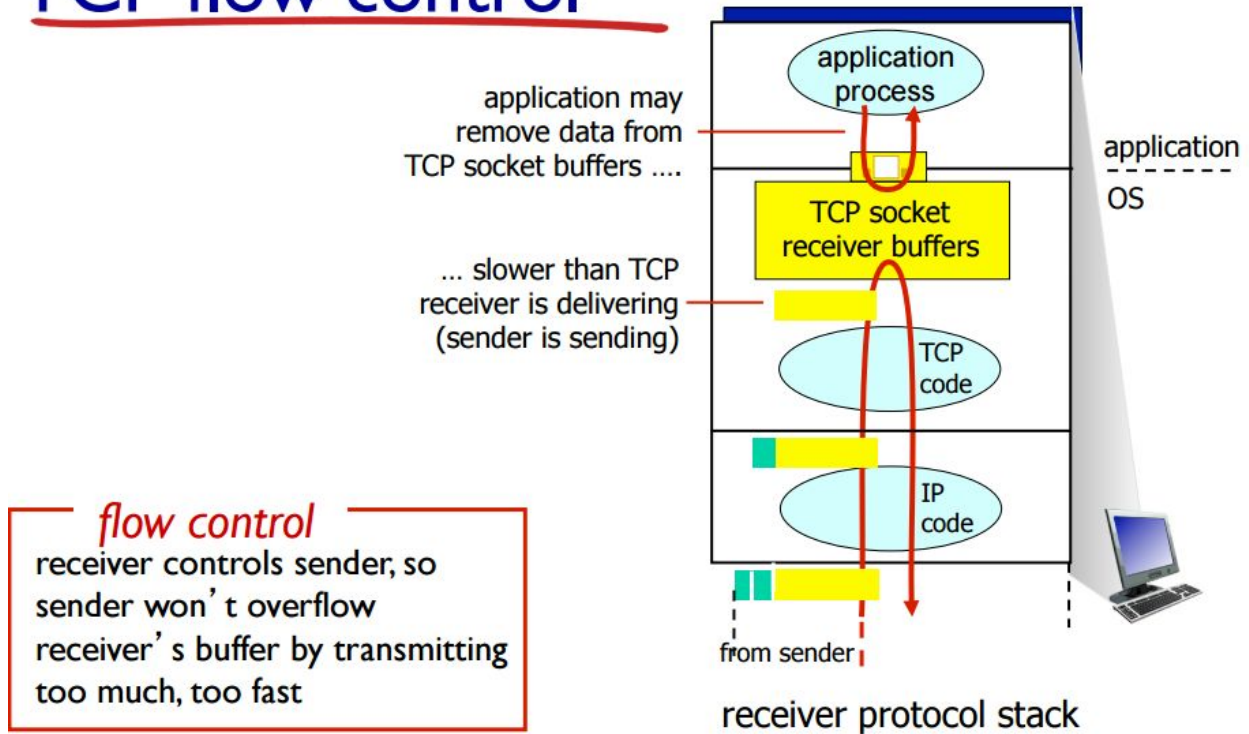 TCP flow control
application may
remove data from
TCP socket buffers ....
... slower than TCP
receiver is delivering
(sender is sending)
flow control
receiver controls sender, so
sender won’t overflow
receiver’s buffer by transmitting
too much, too fast
application
process
TCP socket
receiver buffers
TCP
code
IP
code
from sender
receiver protocol stack
application
OS